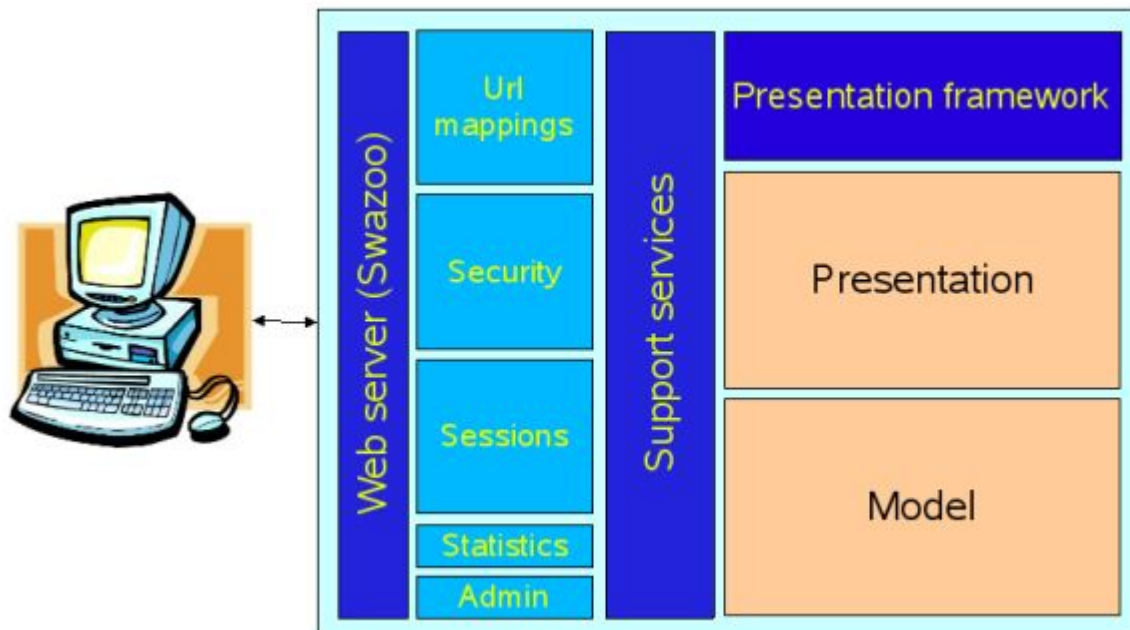 Web server (Swazoo)
Url
mappings
Security
Sessions
Statistics
Admin
Support services
Presentation framework
Presentation
Model